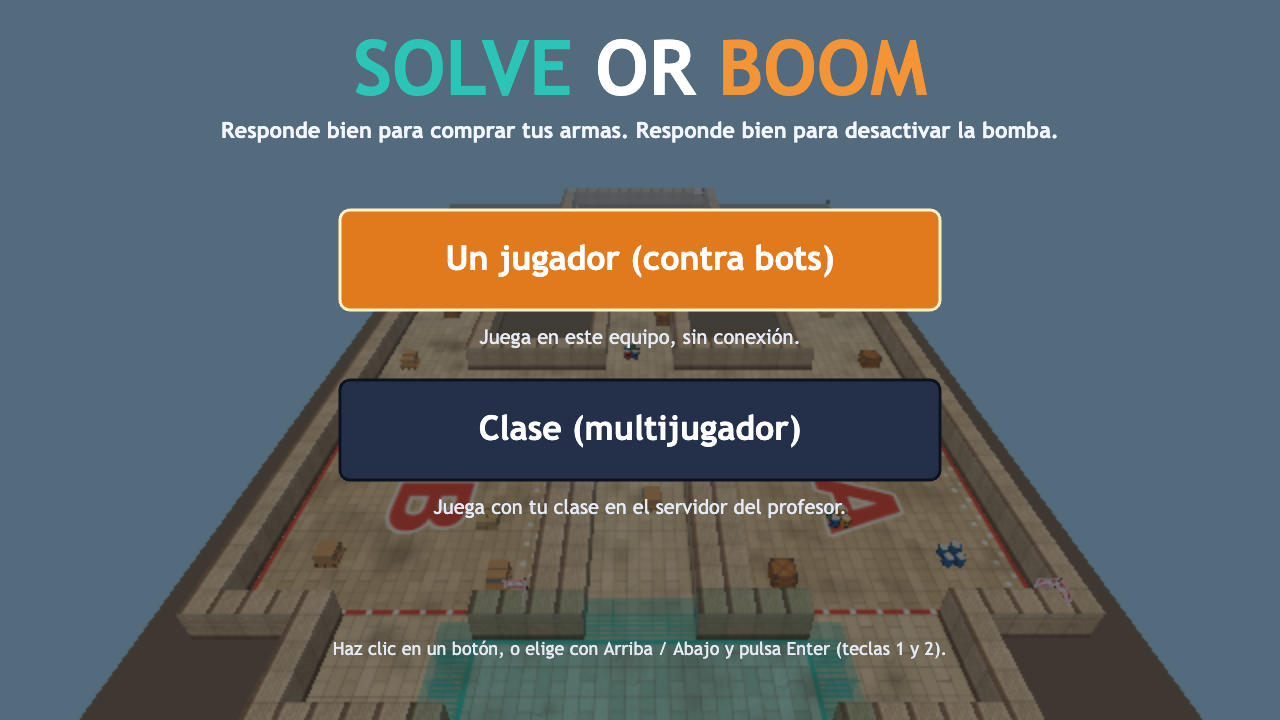 SOLVE OR BOOM
Responde bien para comprar tus armas. Responde bien para desactivar la bomba.
Un jugador (contra bots)
Juega en este equipo, sin conexión.
Clase (multijugador)
B
A
Juega con tu clase en el servidor del profesor.
Haz clic en un botón, o elige con Arriba / Abajo y pulsa Enter (teclas 1 y 2).